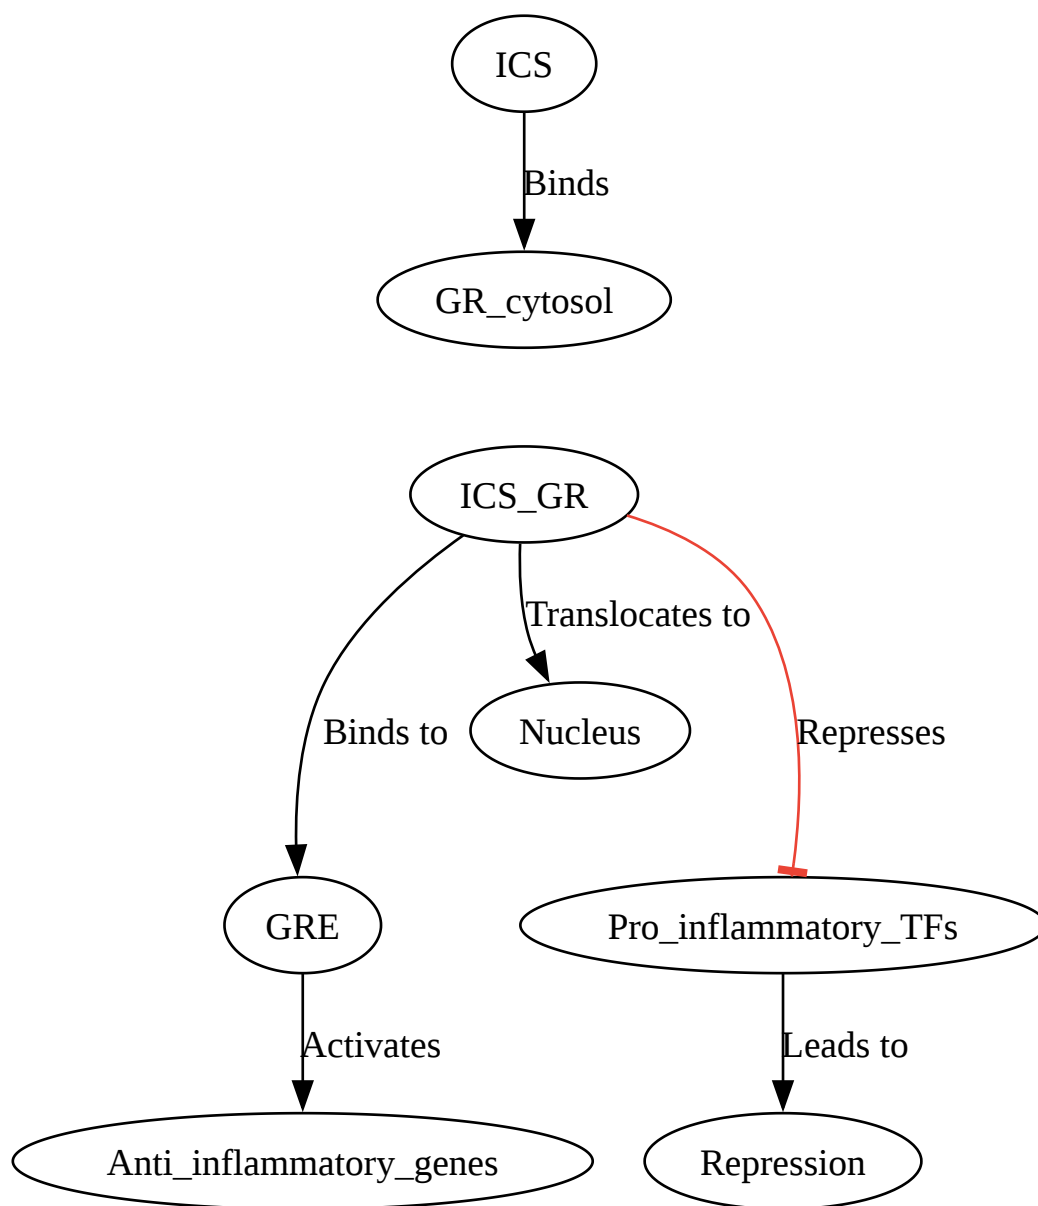 ICS
Binds
GR_cytosol
ICS_GR
Translocates to
Binds to
Nucleus
Represses
GRE
Pro_inflammatory_TFs
Activates
Leads to
Anti_inflammatory_genes
Repression